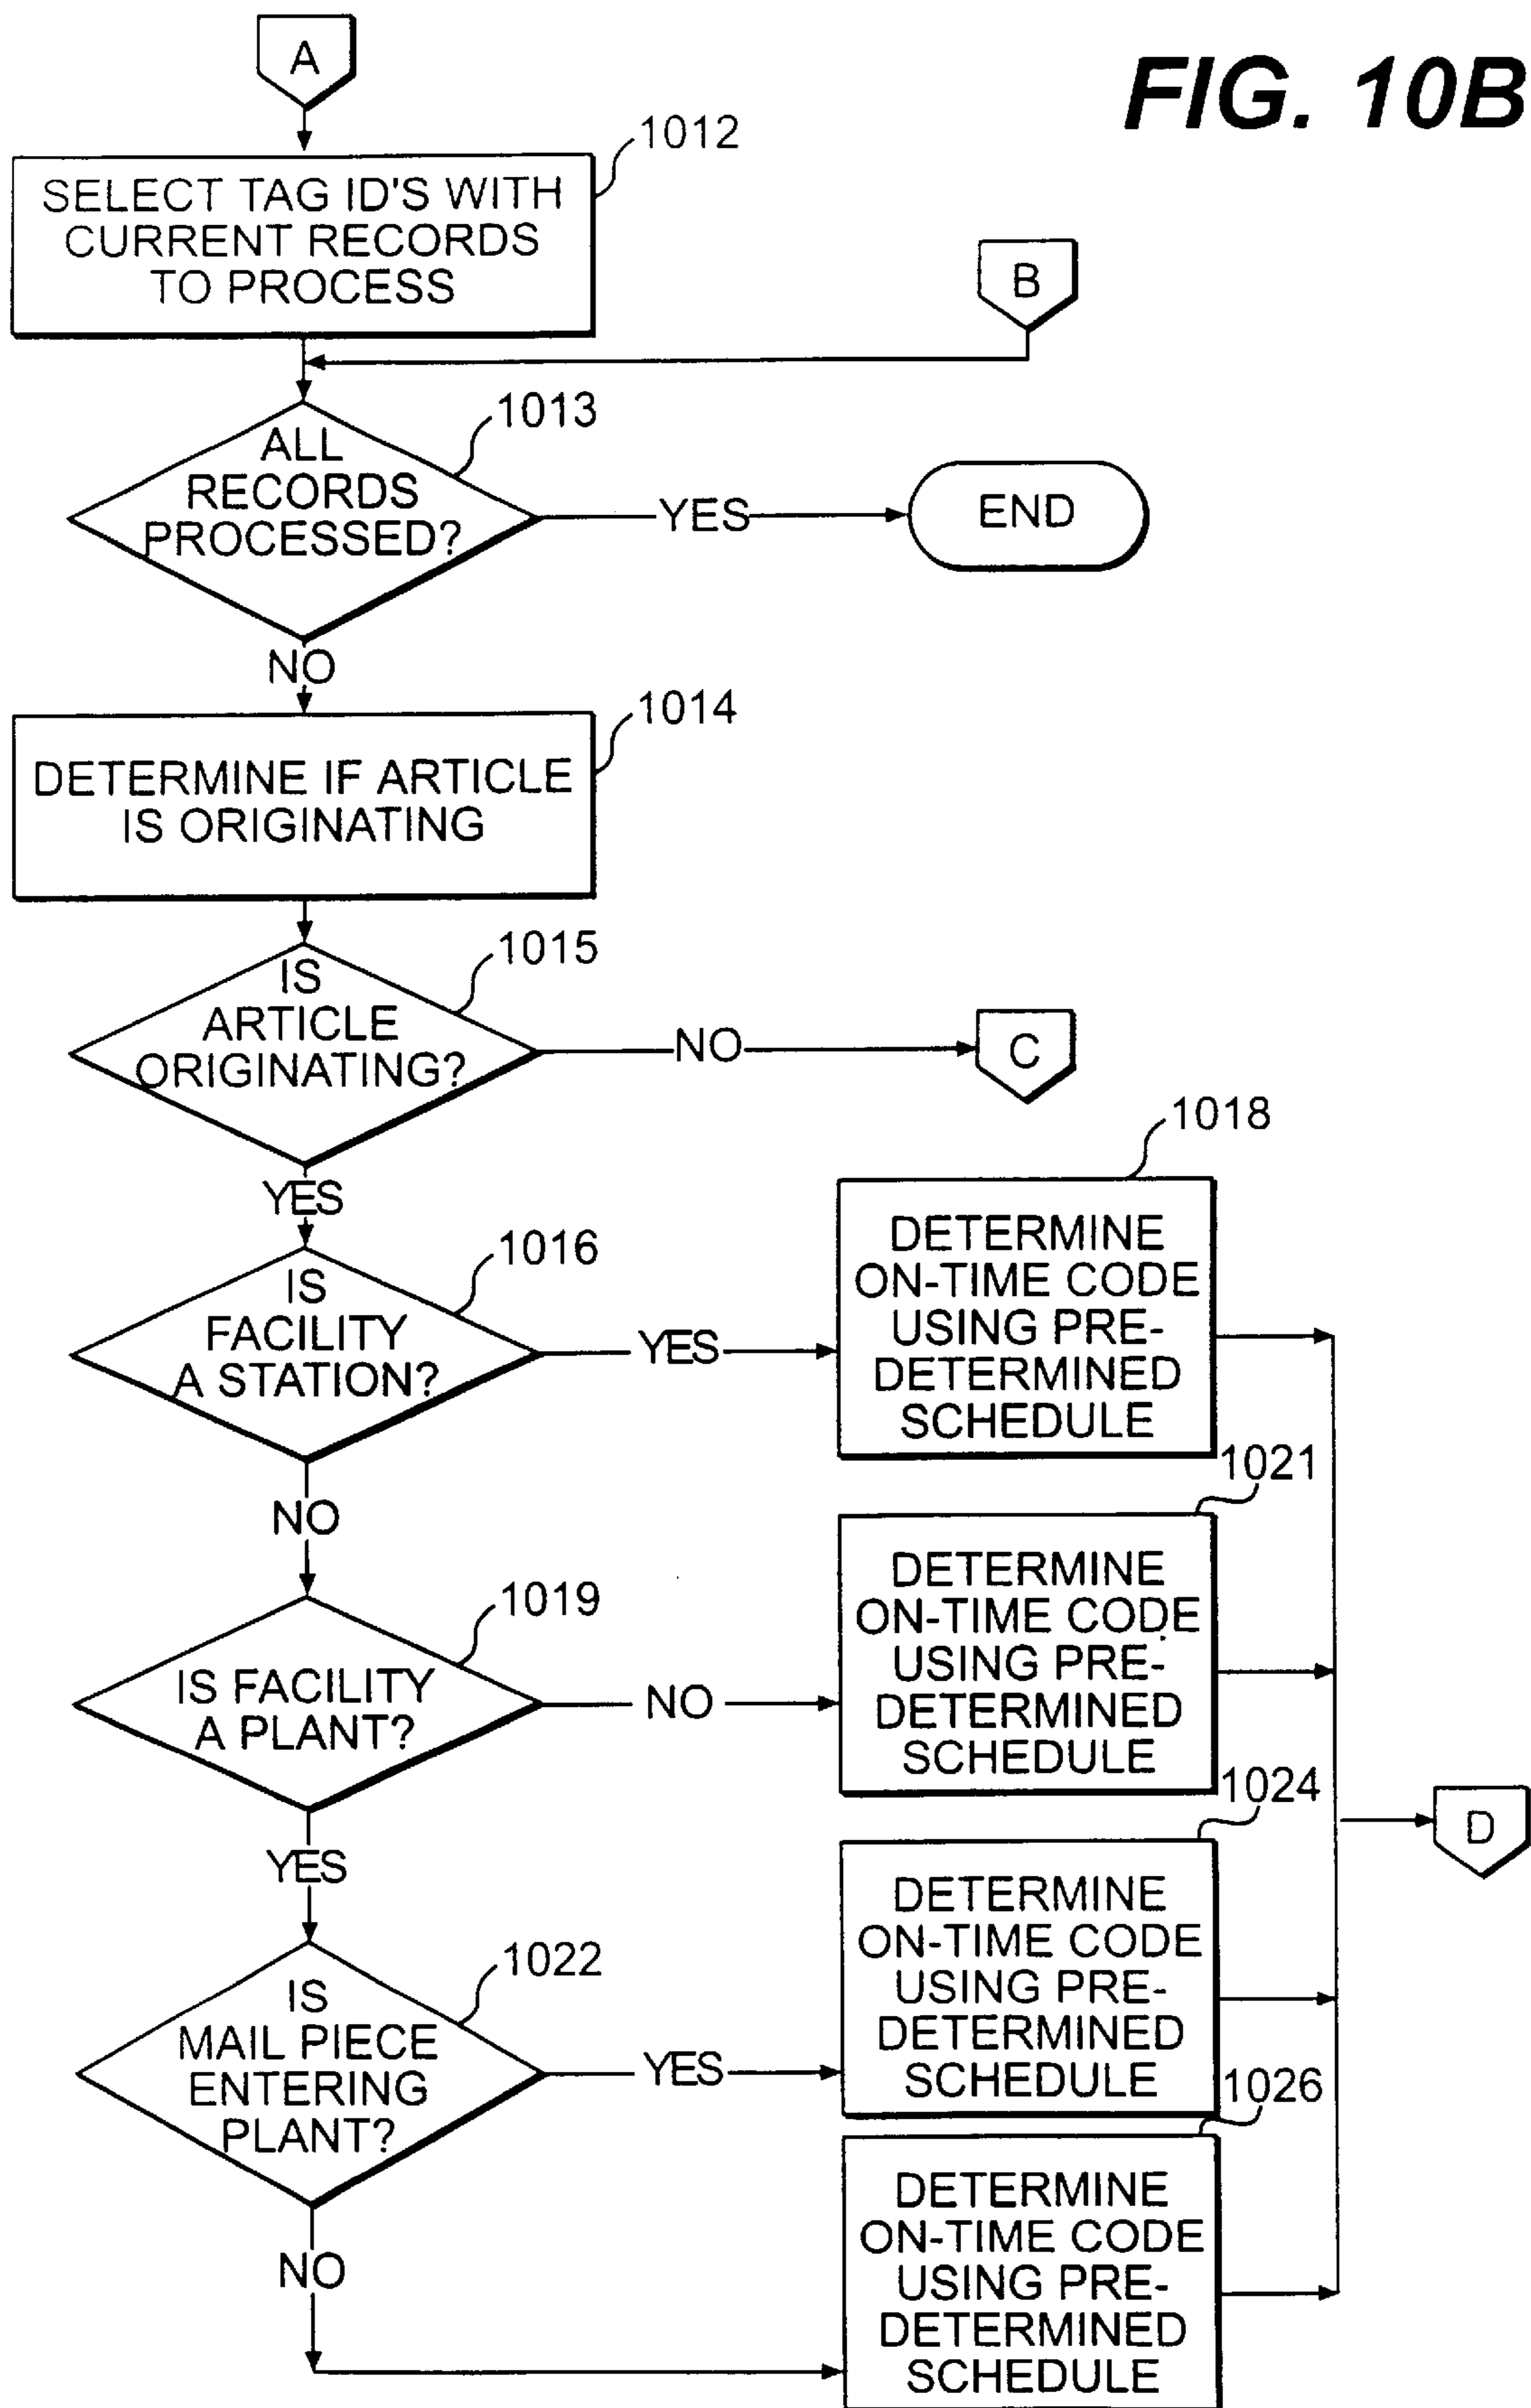 A
FIG. 10B
1012
SELECT TAG ID'S WITH
CURRENT RECORDS
TO PROCESS
B
1013
ALL
RECORDS
PROCESSED?
YES
END
NO
1014
DETERMINE IF ARTICLE
IS ORIGINATING
1015
IS
ARTICLE
ORIGINATING?
NO
C
YES
1016
IS
FACILITY
A STATION?
YES
1018
DETERMINE
ON-TIME CODE
USING PRE-
DETERMINED
SCHEDULE
NO
1019
IS FACILITY
A PLANT?
NO
1021
DETERMINE
ON-TIME CODE
USING PRE-
DETERMINED
SCHEDULE
D
YES
1022
IS
MAIL PIECE
ENTERING
PLANT?
YES
1024
DETERMINE
ON-TIME CODE
USING PRE-
DETERMINED
SCHEDULE
NO
1026
DETERMINE
ON-TIME CODE
USING PRE-
DETERMINED
SCHEDULE